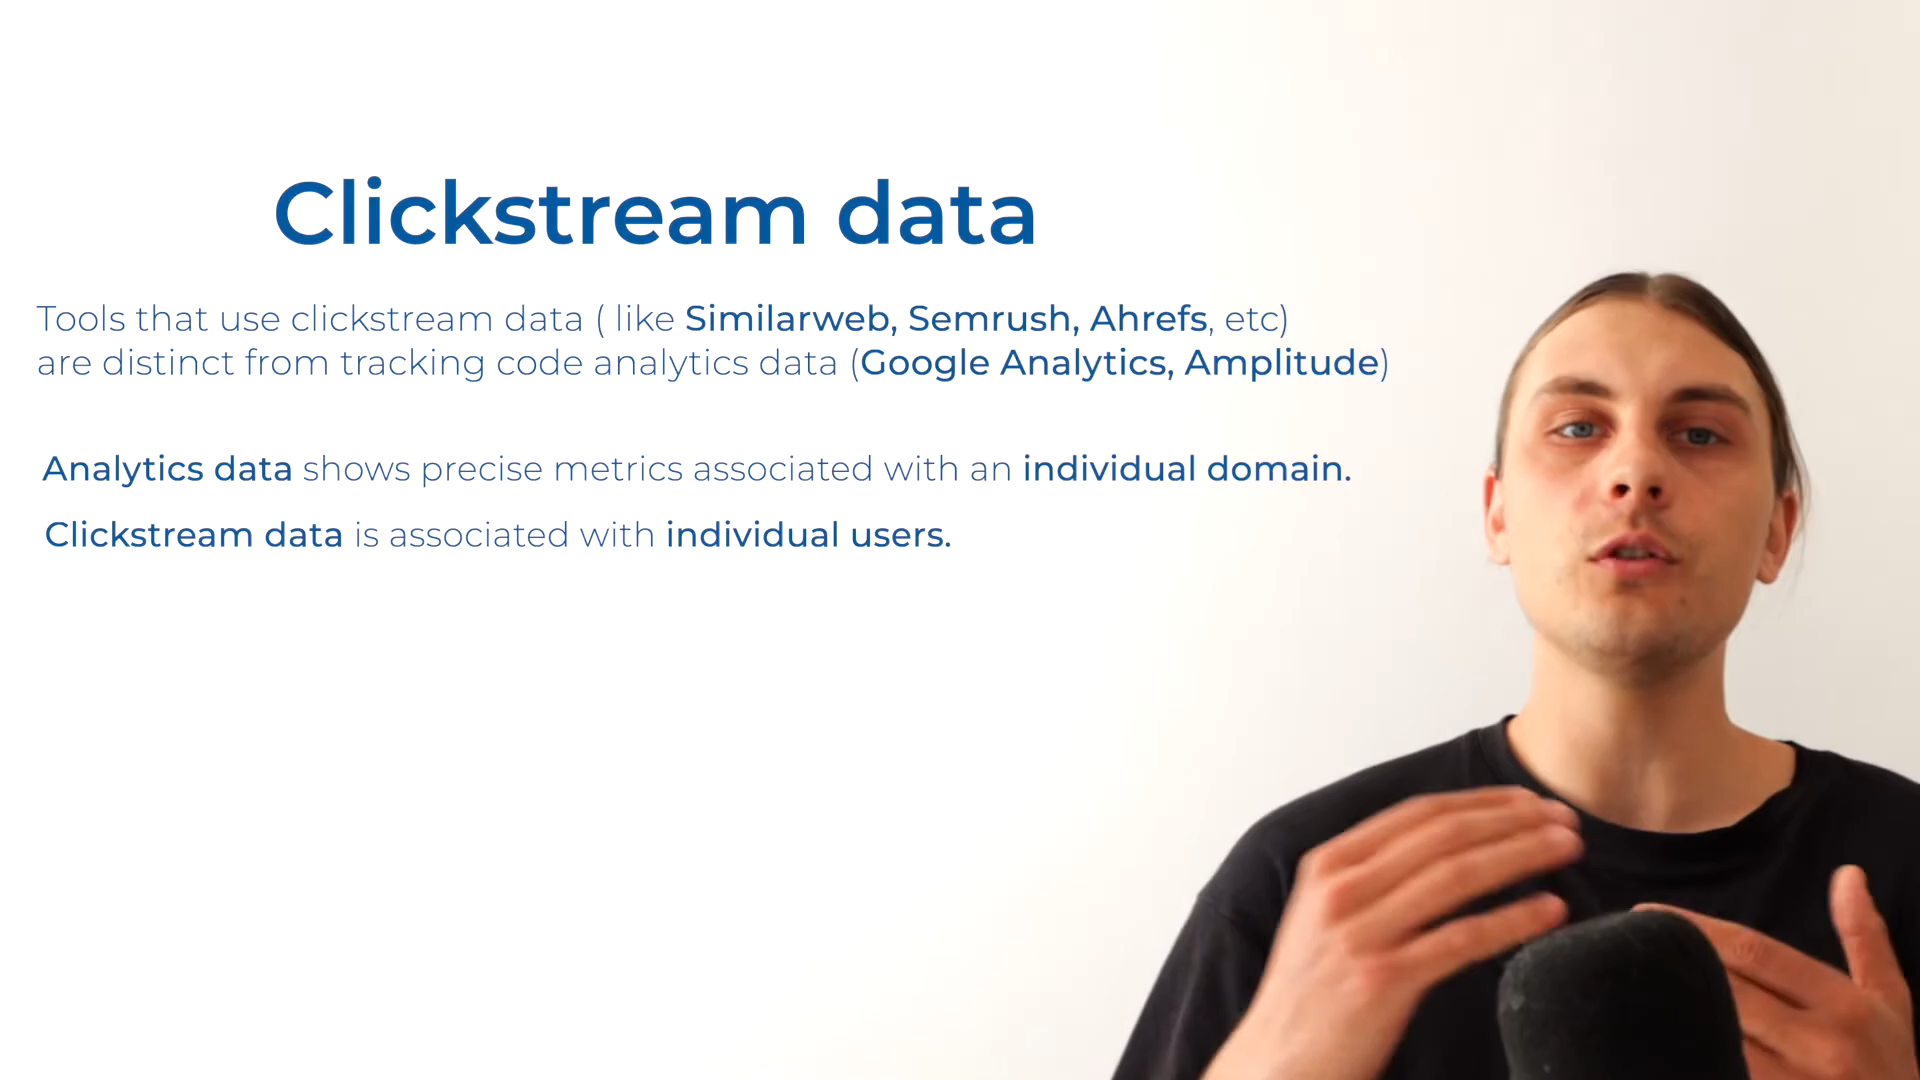 Clickstream data
Tools that use clickstream data ( like Similarweb, Semrush, Ahrefs, etc)
are distinct from tracking code analytics data (Google Analytics, Amplitude)
Analytics data shows precise metrics associated with an individual domain.
Clickstream data is associated with individual users.